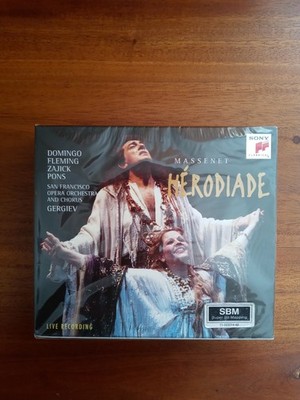 DOMINGO
FLEMING
ZAJICK
PONS
SAN FRANCISCO
OPERA ORCHESTRA
AND CHORUS
GERGIEV
MASSENET
HÉRODIADE
SONY
SBM
LIVE RECORDING